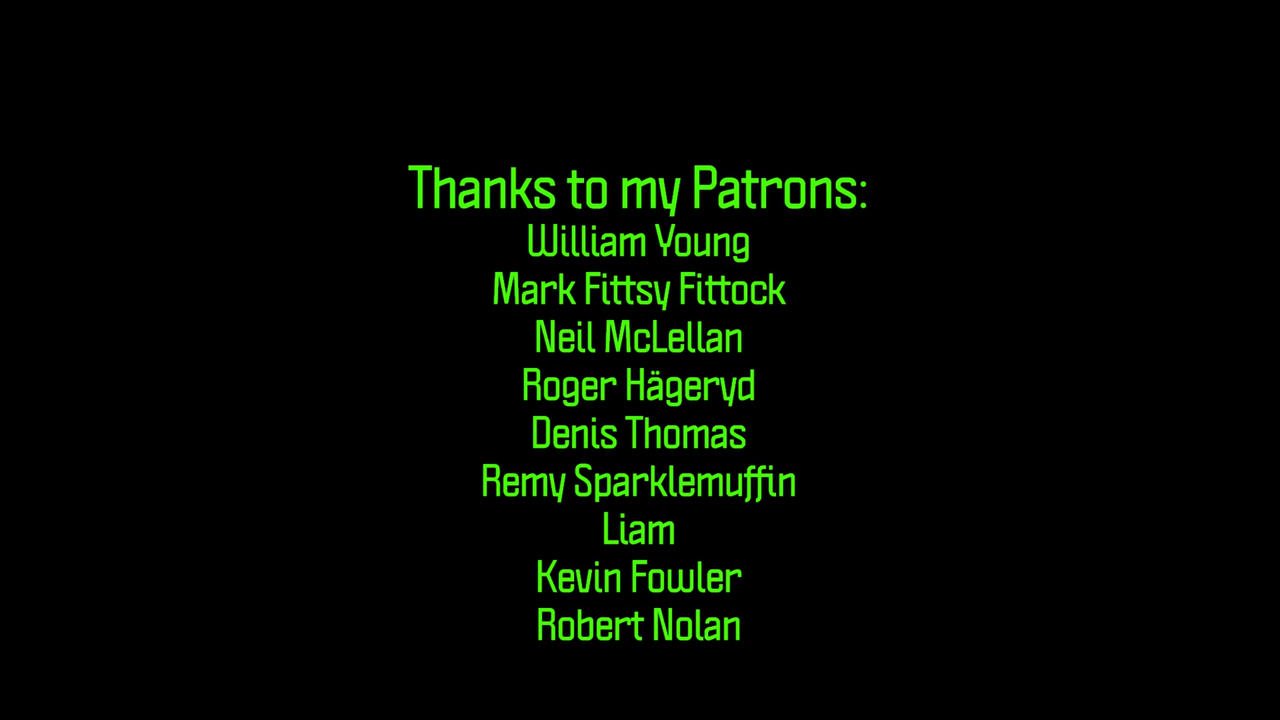 Thanks to my Patrons:
William Young
Mark Fittsy Fittock
Neil McLellan
Roger Hägeryd
Denis Thomas
Remy Sparklemuffin
Liam
Kevin Fowler
Robert Nolan